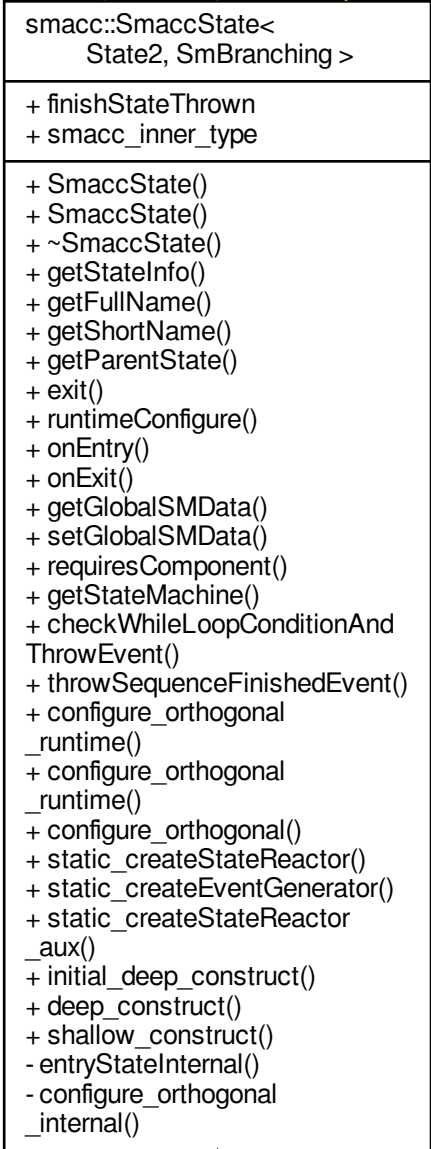 smacc::SmaccState<
State2, SmBranching >
+ finishStateThrown
+ smacc_inner_type
+ SmaccState()
+ SmaccState()
+ ~SmaccState()
+ getStateInfo()
+ getFullName()
+ getShortName()
+ getParentState()
+ exit()
+ runtimeConfigure()
+ onEntry()
+ onExit()
+ getGlobalSMData()
+ setGlobalSMData()
+ requiresComponent()
+ getStateMachine()
+ checkWhileLoopConditionAnd
ThrowEvent()
+ throwSequenceFinishedEvent()
+ configure_orthogonal
_runtime()
+ configure_orthogonal
_runtime()
+ configure_orthogonal()
+ static_createStateReactor()
+ static_createEventGenerator()
+ static_createStateReactor
_aux()
+ initial_deep_construct()
+ deep_construct()
+ shallow_construct()
- entryStateInternal()
- configure_orthogonal
_internal()